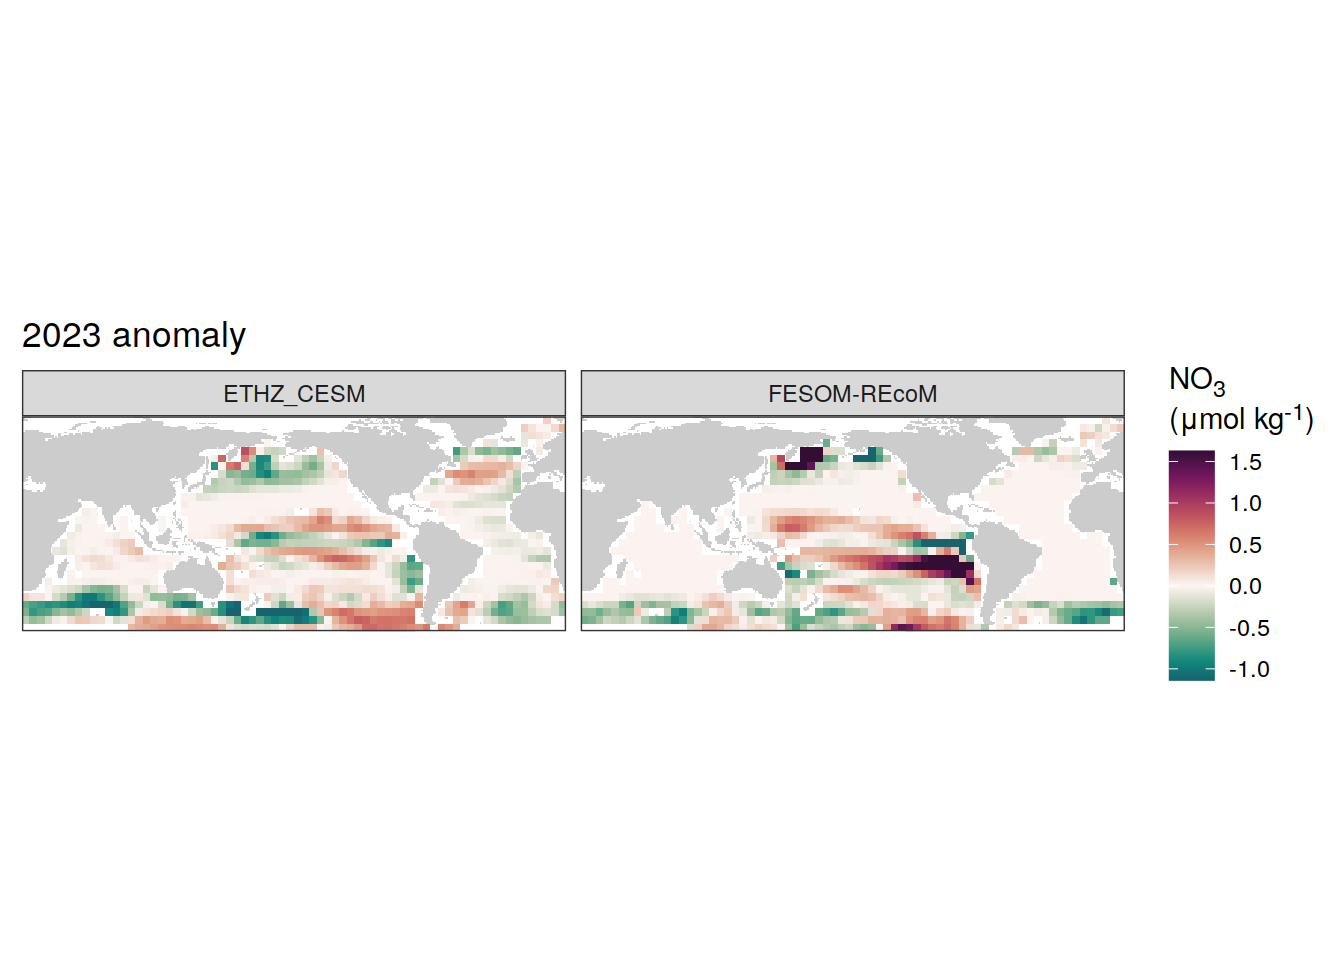 2023 anomaly
ETHZ_CESM
FESOM-REcoM
NO₃
(µmol kg⁻¹)
1.5
1.0
0.5
0.0
-0.5
-1.0